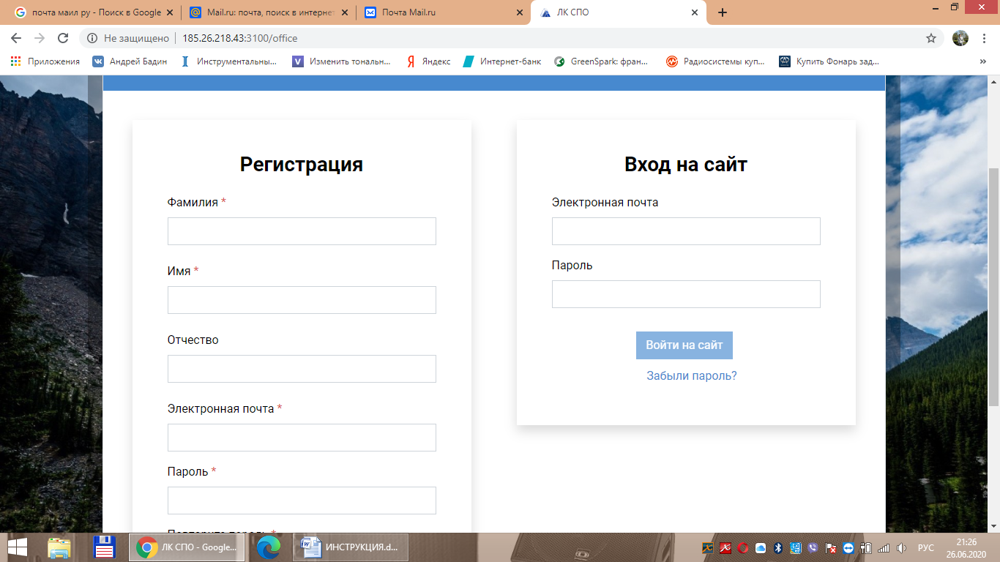 почта маил ру - Поиск в Google
Mail.ru: почта, поиск в интернет
Почта Mail.ru
ЛК СПО
Не защищено
185.26.218.43:3100/office
Приложения
Андрей Бадин
Инструментальны...
Изменить тональн...
Яндекс
Интернет-банк
GreenSpark: фран...
Радиосистемы куп...
Купить Фонарь зад...
»
Регистрация
Фамилия *
Имя *
Отчество
Электронная почта *
Пароль *
Повторите пароль *
Вход на сайт
Электронная почта
Пароль
Войти на сайт
Забыли пароль?
ЛК СПО - Google...
ИНСТРУКЦИЯ.d...
РУС
21:26
26.06.2020